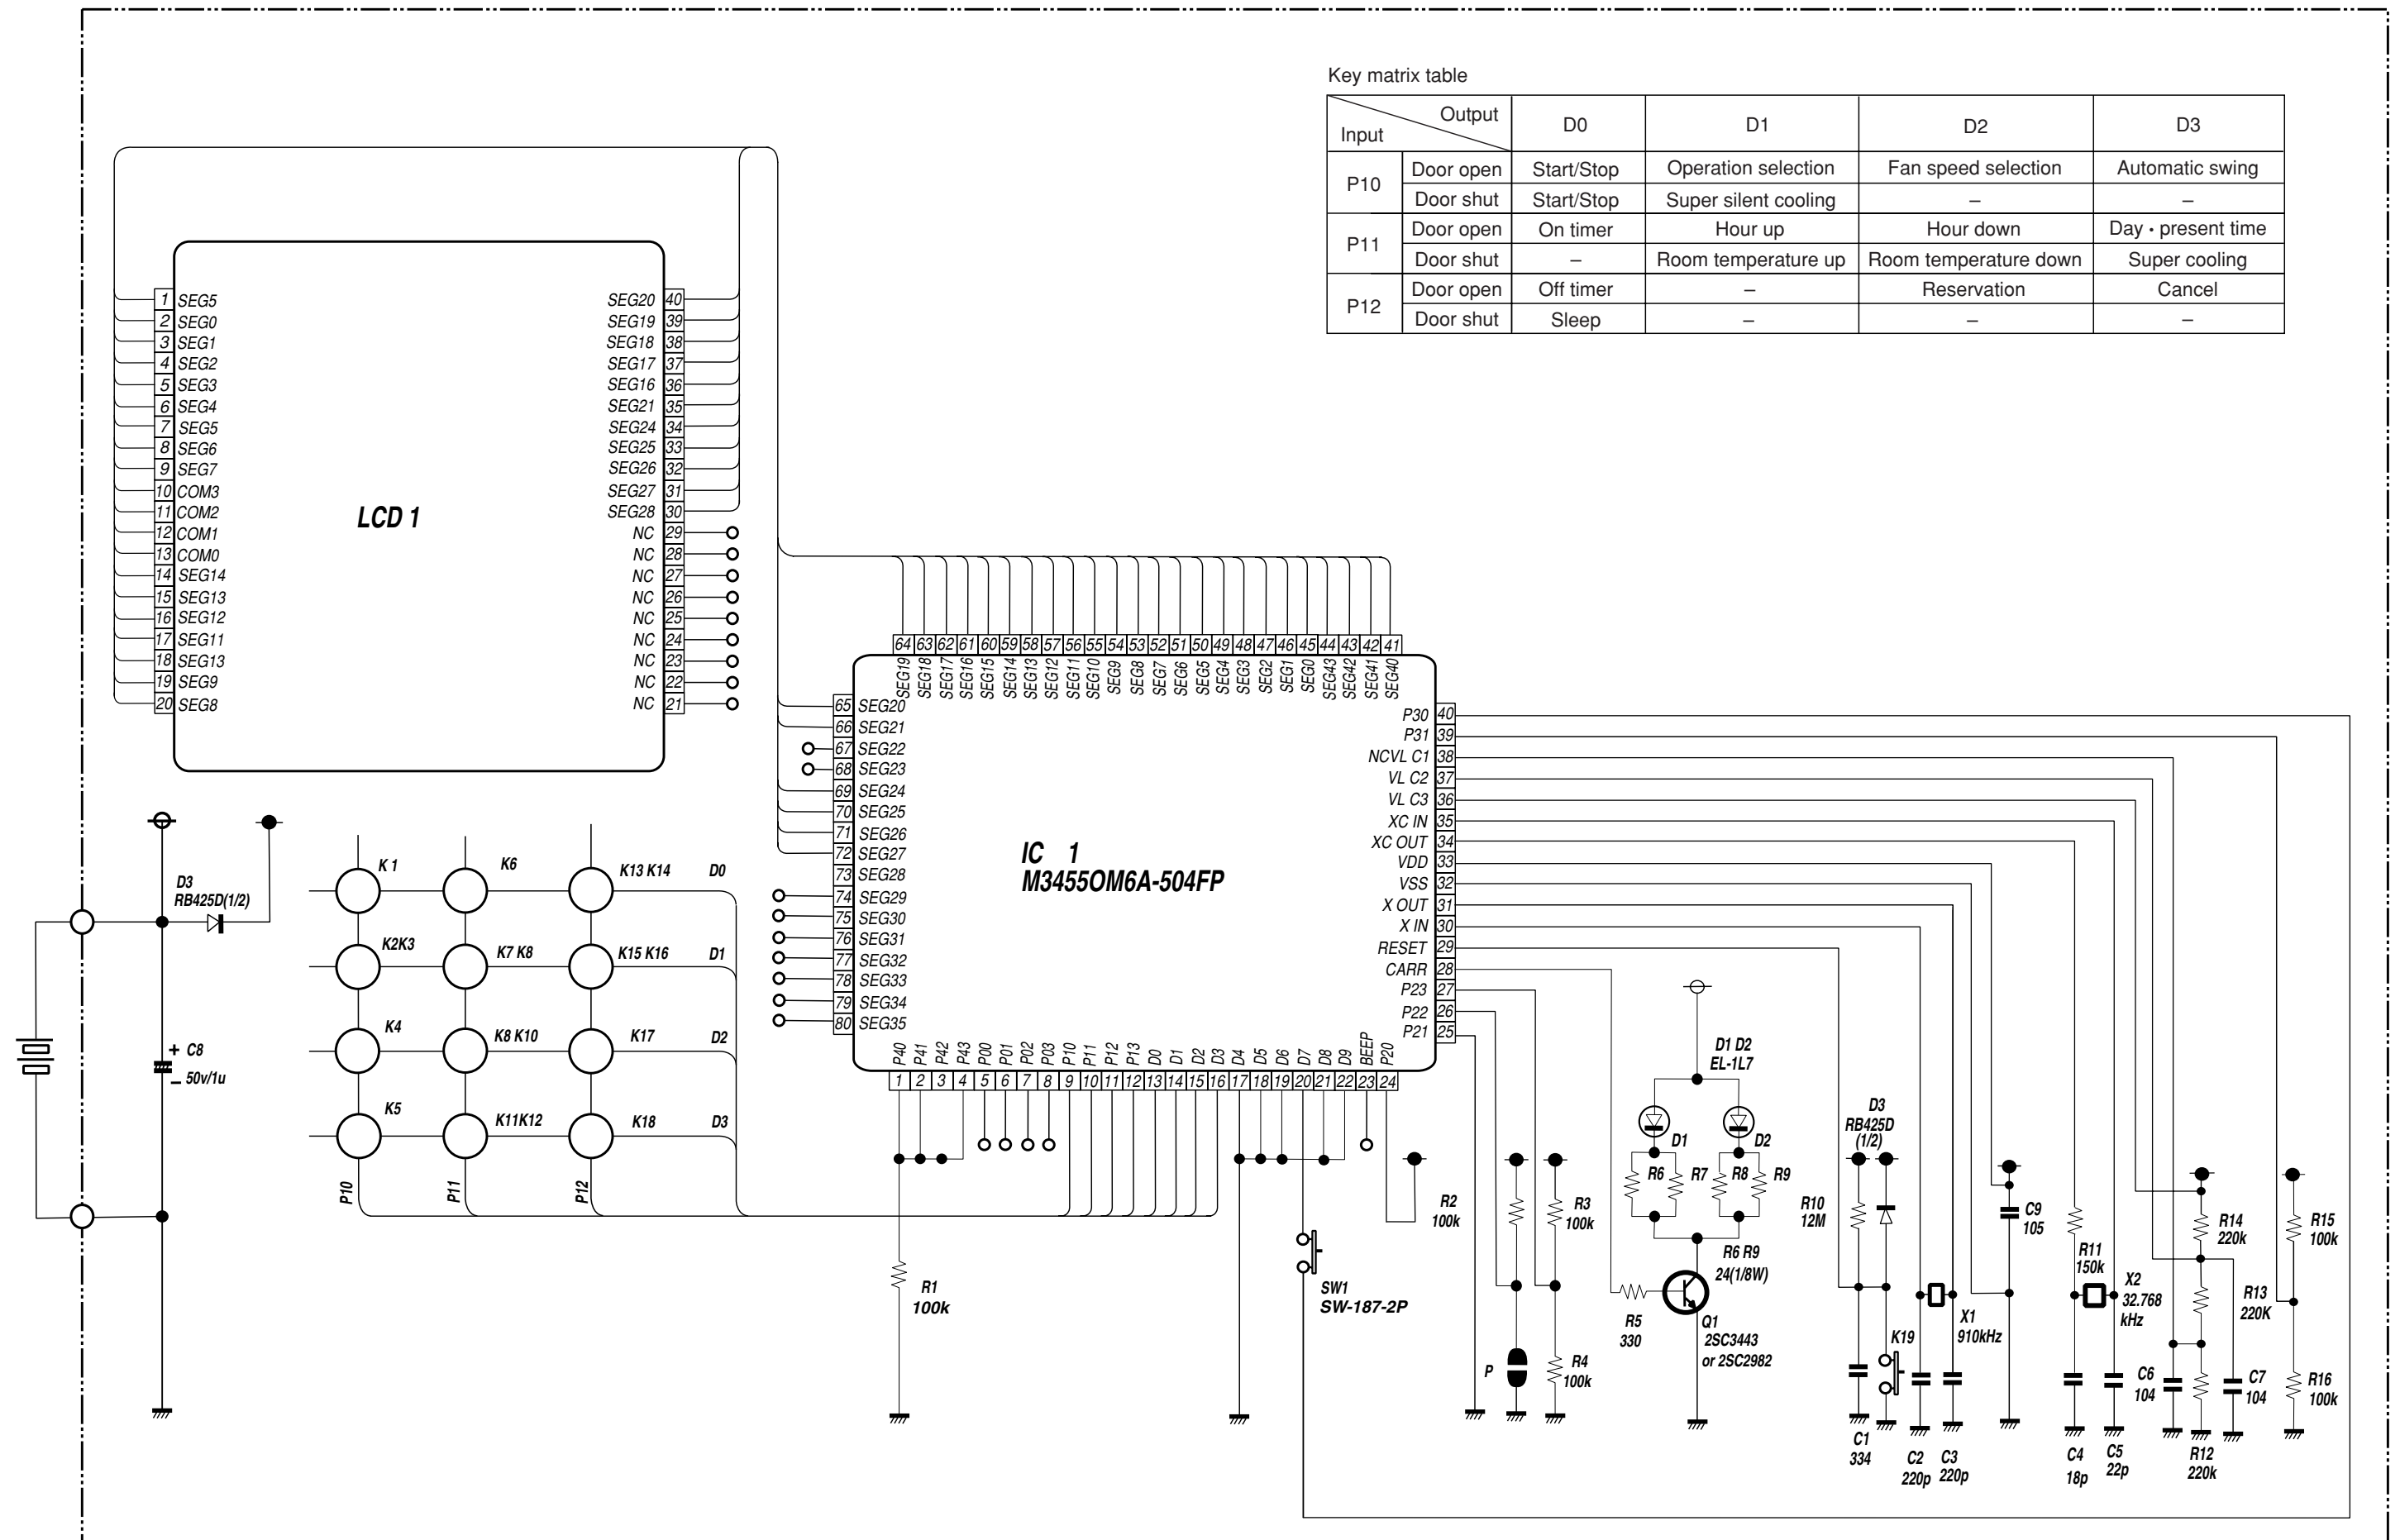 Key matrix table
Output
Input
D0 D1 D2 D3
P10 Door open Start/Stop Operation selection Fan speed selection Automatic swing
Door shut Start/Stop Super silent cooling – –
P11 Door open On timer Hour up Hour down Day • present time
Door shut – Room temperature up Room temperature down Super cooling
P12 Door open Off timer – Reservation Cancel
Door shut Sleep – – –
LCD 1
1 SEG5
2 SEG0
3 SEG1
4 SEG2
5 SEG3
6 SEG4
7 SEG5
8 SEG6
9 SEG7
10 COM3
11 COM2
12 COM1
13 COM0
14 SEG14
15 SEG13
16 SEG12
17 SEG11
18 SEG13
19 SEG9
20 SEG8
SEG20 40
SEG19 39
SEG18 38
SEG17 37
SEG16 36
SEG21 35
SEG24 34
SEG25 33
SEG26 32
SEG27 31
SEG28 30
NC 29
NC 28
NC 27
NC 26
NC 25
NC 24
NC 23
NC 22
NC 21
64 63 62 61 60 59 58 57 56 55 54 53 52 51 50 49 48 47 46 45 44 43 42 41
SEG19 SEG18 SEG17 SEG16 SEG15 SEG14 SEG13 SEG12 SEG11 SEG10 SEG9 SEG8 SEG7 SEG6 SEG5 SEG4 SEG3 SEG2 SEG1 SEG0 SEG43 SEG42 SEG41 SEG40
65 SEG20
66 SEG21
67 SEG22
68 SEG23
69 SEG24
70 SEG25
71 SEG26
72 SEG27
73 SEG28
74 SEG29
75 SEG30
76 SEG31
77 SEG32
78 SEG33
79 SEG34
80 SEG35
IC 1
M3455OM6A-504FP
P30 40
P31 39
NCVL C1 38
VL C2 37
VL C3 36
XC IN 35
XC OUT 34
VDD 33
VSS 32
X OUT 31
X IN 30
RESET 29
CARR 28
P23 27
P22 26
P21 25
P40 P41 P42 P43 P00 P01 P02 P03 P10 P11 P12 P13 D0 D1 D2 D3 D4 D5 D6 D7 D8 D9 BEEP P20
1 2 3 4 5 6 7 8 9 10 11 12 13 14 15 16 17 18 19 20 21 22 23 24
D3
RB425D(1/2)
+ C8
– 50v/1u
K 1 K6 K13 K14 D0
K2K3 K7 K8 K15 K16 D1
K4 K8 K10 K17 D2
K5 K11K12 K18 D3
P10 P11 P12
R1
100k
SW1
SW-187-2P
R2
100k
R3
100k
P
R4
100k
D1 D2
EL-1L7
D1 D2
R6 R7 R8 R9
R6 R9
24(1/8W)
R5
330
Q1
2SC3443
or 2SC2982
D3
RB425D
(1/2)
R10
12M
K19
C1
334
X1
910kHz
C2
220p
C3
220p
C9
105
R11
150k
X2
32.768
kHz
C4
18p
C5
22p
R14
220k
R13
220K
C6
104
C7
104
R12
220k
R15
100k
R16
100k